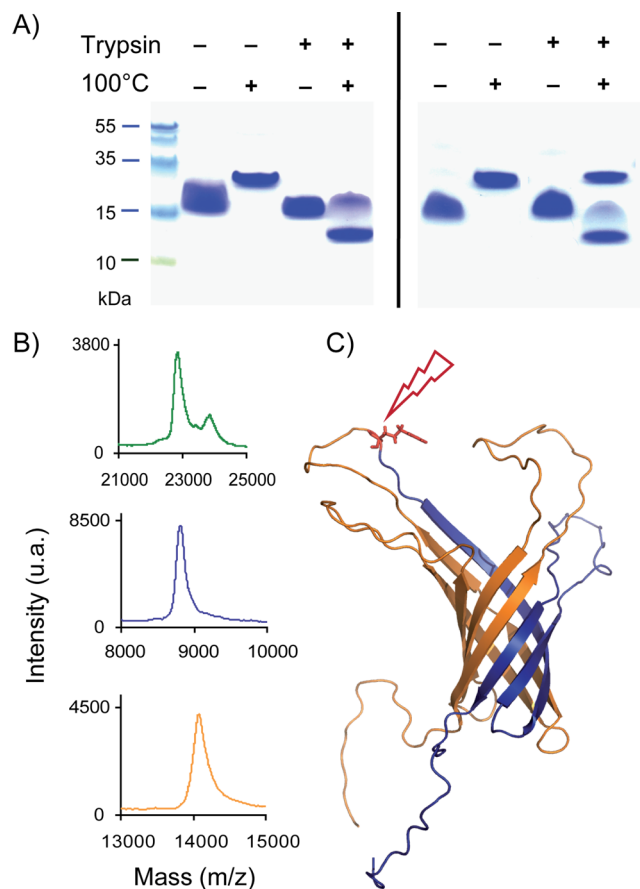 A)
Trypsin – – + + – – + +
100°C – + – + – + – +
55
35
15
10
kDa
B)
C)
3800
0
21000 23000 25000
8500
0
8000 9000 10000
4500
0
13000 14000 15000
Intensity (u.a.)
Mass (m/z)